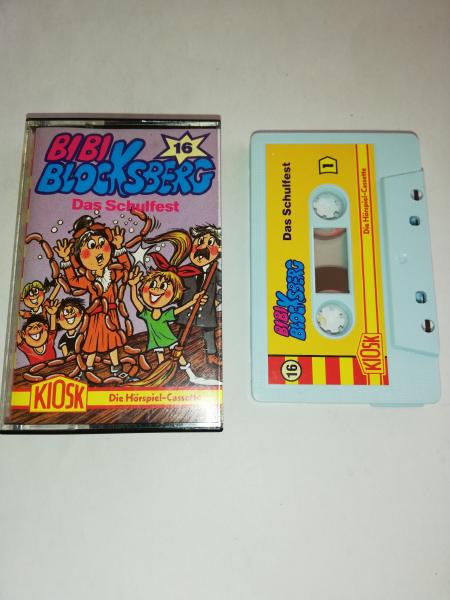 BIBI
16
BLOCKSBERG
Das Schulfest
KIOSK
Die Hörspiel-Cassette
Das Schulfest
1
BIBI
BLOCKSBERG
16
Die Hörspiel-Cassette
KIOSK